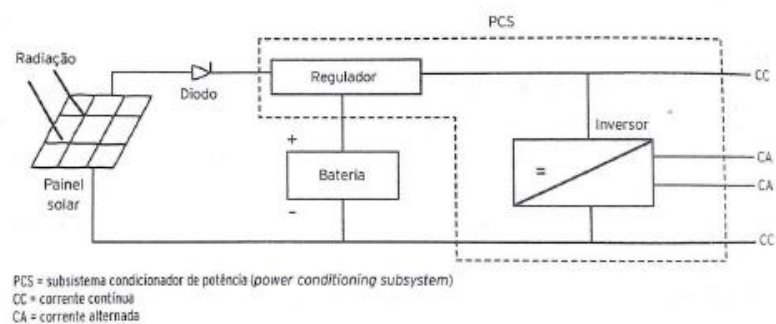 PCS
Radiação
Regulador
CC
Diodo
Inversor
+
Bateria
=
CA
CA
Painel
solar
-
CC
PCS = subsistema condicionador de potência (power conditioning subsystem)
CC = corrente contínua
CA = corrente alternada